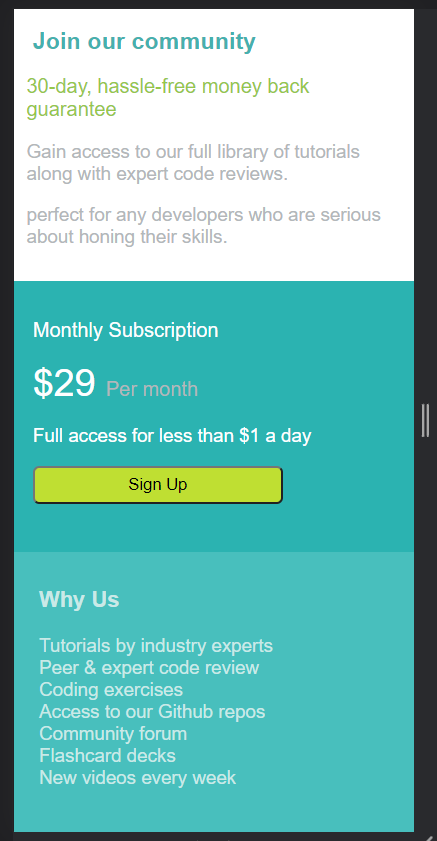 Join our community
30-day, hassle-free money back
guarantee
Gain access to our full library of tutorials
along with expert code reviews.
perfect for any developers who are serious
about honing their skills.
Monthly Subscription
$29 Per month
Full access for less than $1 a day
Sign Up
Why Us
Tutorials by industry experts
Peer & expert code review
Coding exercises
Access to our Github repos
Community forum
Flashcard decks
New videos every week